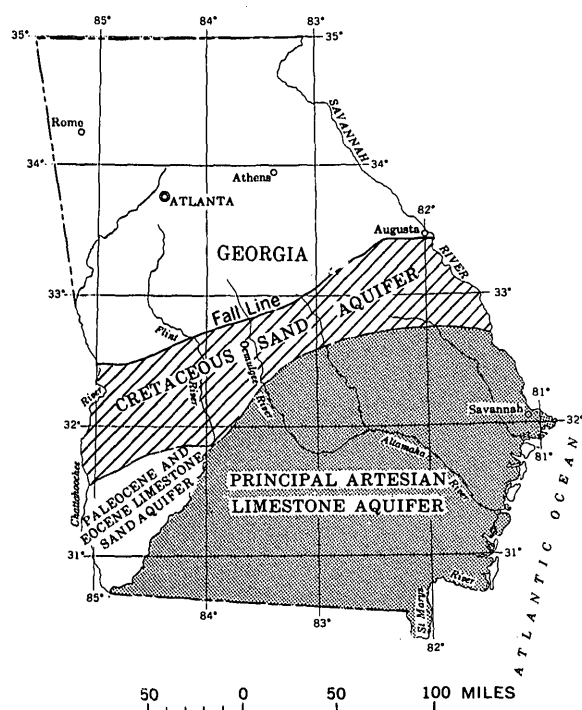 85°
84°
83°
35°
35°
Rome
SAVANNAH
34°
34°
Athens
ATLANTA
82°
Augusta
GEORGIA
RIVER
33°
33°
Fall Line
CRETACEOUS SAND AQUIFER
Flint
River
Ocmulgee
River
River
81°
Savannah
32°
32°
81°
Altamaha
River
Chattahoochee
PALEOCENE AND
EOCENE LIMESTONE
SAND AQUIFER
PRINCIPAL ARTESIAN
LIMESTONE AQUIFER
ATLANTIC OCEAN
31°
31°
85°
84°
83°
St Marys
River
82°
50 0 50 100 MILES